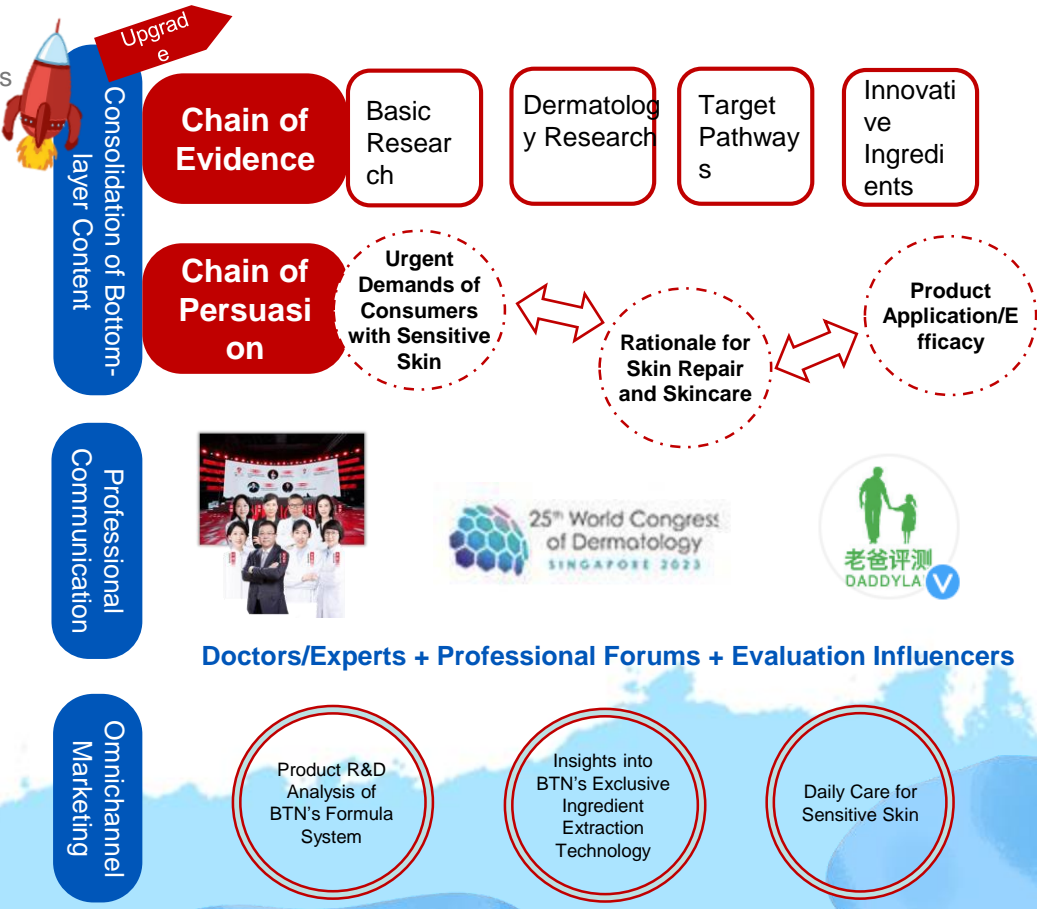 Upgrad
e
s
Consolidation of Bottom-
layer Content
Chain of
Evidence
Basic
Resear
ch
Dermatolog
y Research
Target
Pathway
s
Innovati
ve
Ingredi
ents
Chain of
Persuasi
on
Urgent
Demands of
Consumers
with Sensitive
Skin
Rationale for
Skin Repair
and Skincare
Product
Application/E
fficacy
Professional
Communication
25th World Congress
of Dermatology
SINGAPORE 2023
老爸评测
DADDYLA
V
Doctors/Experts + Professional Forums + Evaluation Influencers
Omnichannel
Marketing
Product R&D
Analysis of
BTN's Formula
System
Insights into
BTN's Exclusive
Ingredient
Extraction
Technology
Daily Care for
Sensitive Skin